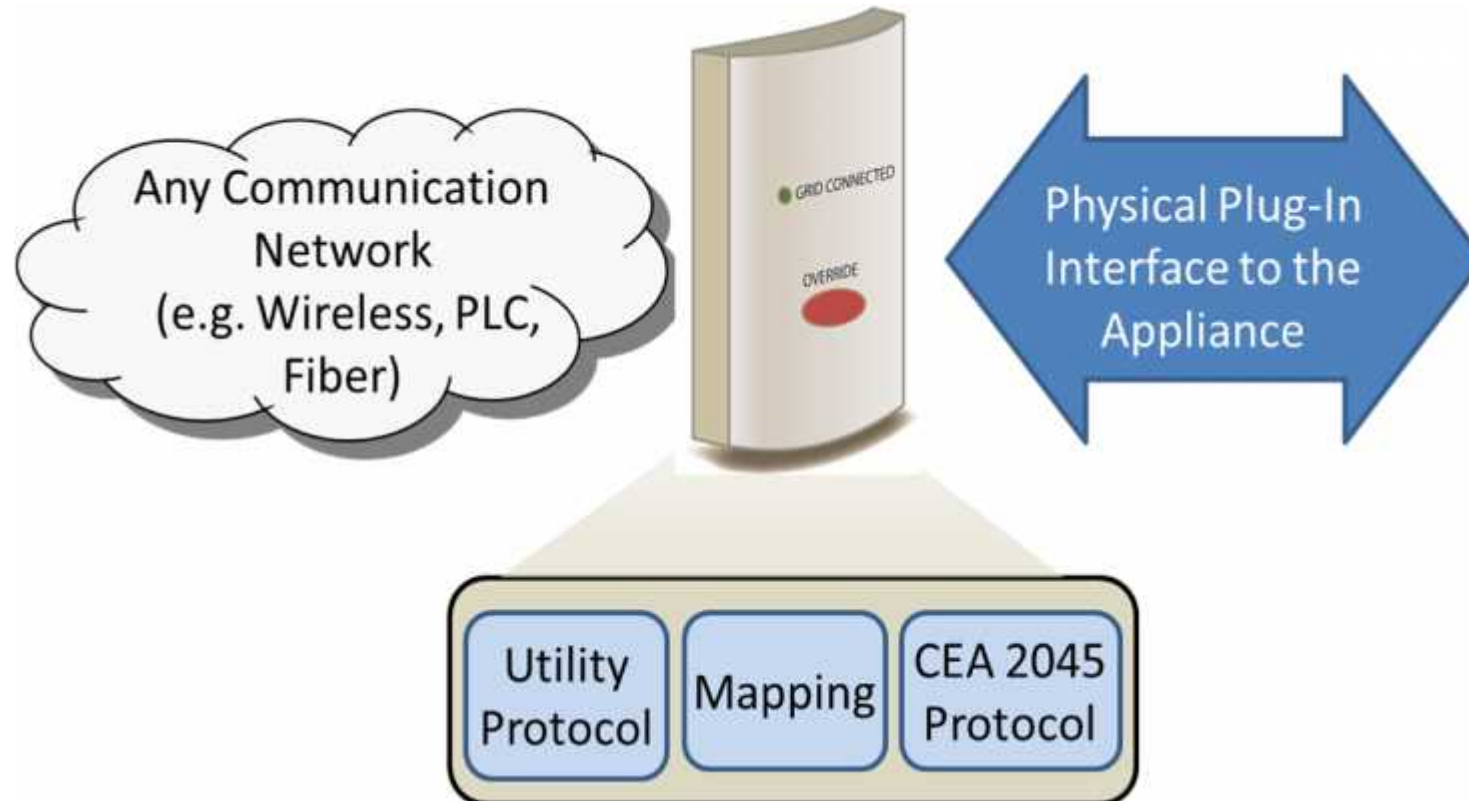 Any Communication
Network
(e.g. Wireless, PLC,
Fiber)
GRID CONNECTED
OVERRIDE
Physical Plug-In
Interface to the
Appliance
Utility
Protocol
Mapping
CEA 2045
Protocol